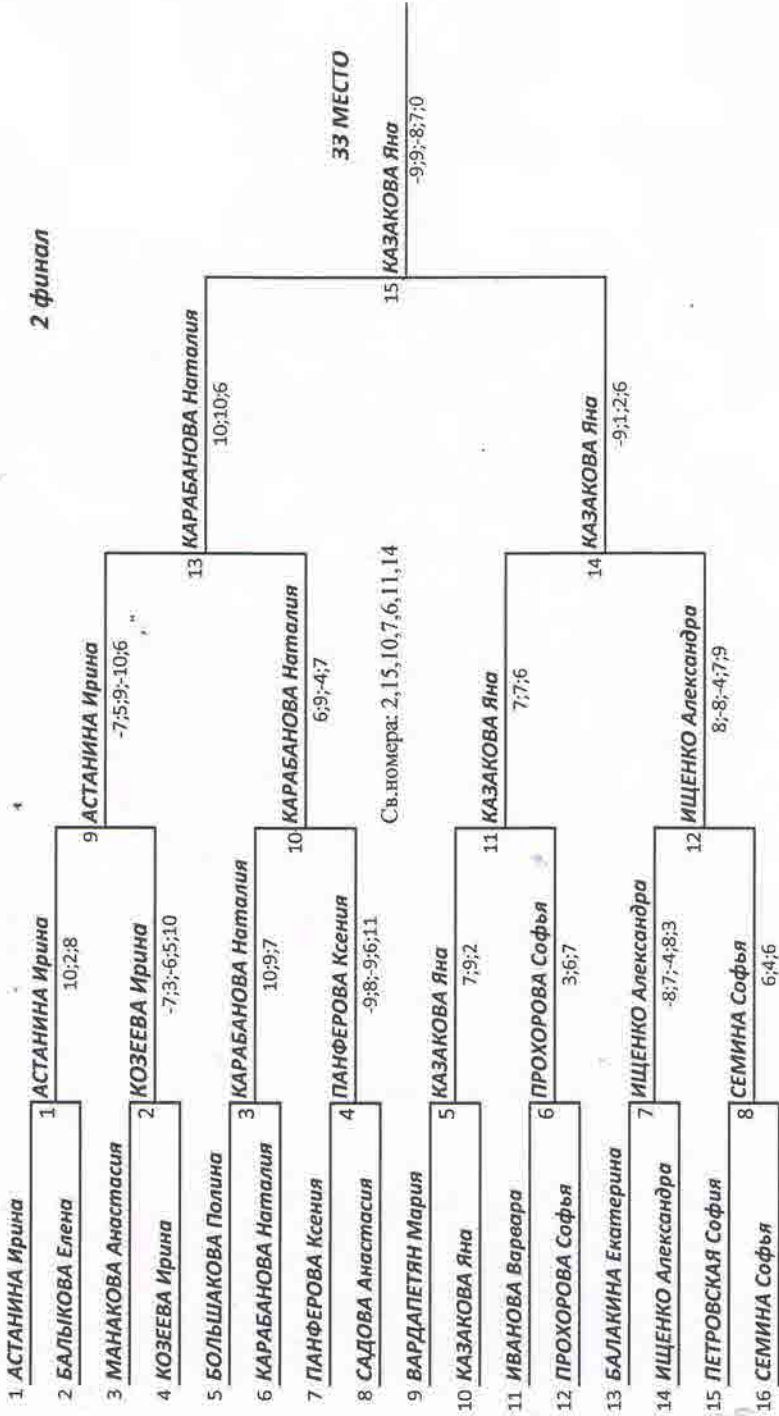 2 финал
1 АСТАНИНА Ирина
2 БАЛЫКОВА Елена
3 МАНАКОВА Анастасия
4 КОЗЕЕВА Ирина
5 БОЛЬШАКОВА Полина
6 КАРАБАНОВА Наталия
7 ПАНФЕРОВА Ксения
8 САДОВА Анастасия
9 ВАРДАПЕТЯН Мария
10 КАЗАКОВА Яна
11 ИВАНОВА Варвара
12 ПРОХОРОВА Софья
13 БАЛАКИНА Екатерина
14 ИЩЕНКО Александра
15 ПЕТРОВСКАЯ София
16 СЕМИНА Софья
1 АСТАНИНА Ирина
10;2;8
2 КОЗЕЕВА Ирина
-7;3;-6;5;10
3 КАРАБАНОВА Наталия
10;9;7
4 ПАНФЕРОВА Ксения
-9;8;-9;6;11
5 КАЗАКОВА Яна
7;9;2
6 ПРОХОРОВА Софья
3;6;7
7 ИЩЕНКО Александра
-8;7;-4;8;3
8 СЕМИНА Софья
6;4;6
9 АСТАНИНА Ирина
-7;5;9;-10;6
10 КАРАБАНОВА Наталия
6;9;-4;7
Св.номера: 2,15,10,7,6,11,14
11 КАЗАКОВА Яна
7;7;6
12 ИЩЕНКО Александра
8;-8;-4;7;9
13 КАРАБАНОВА Наталия
10;10;6
14 КАЗАКОВА Яна
-9;1;2;6
15 КАЗАКОВА Яна
-9;9;-8;7;0
33 МЕСТО